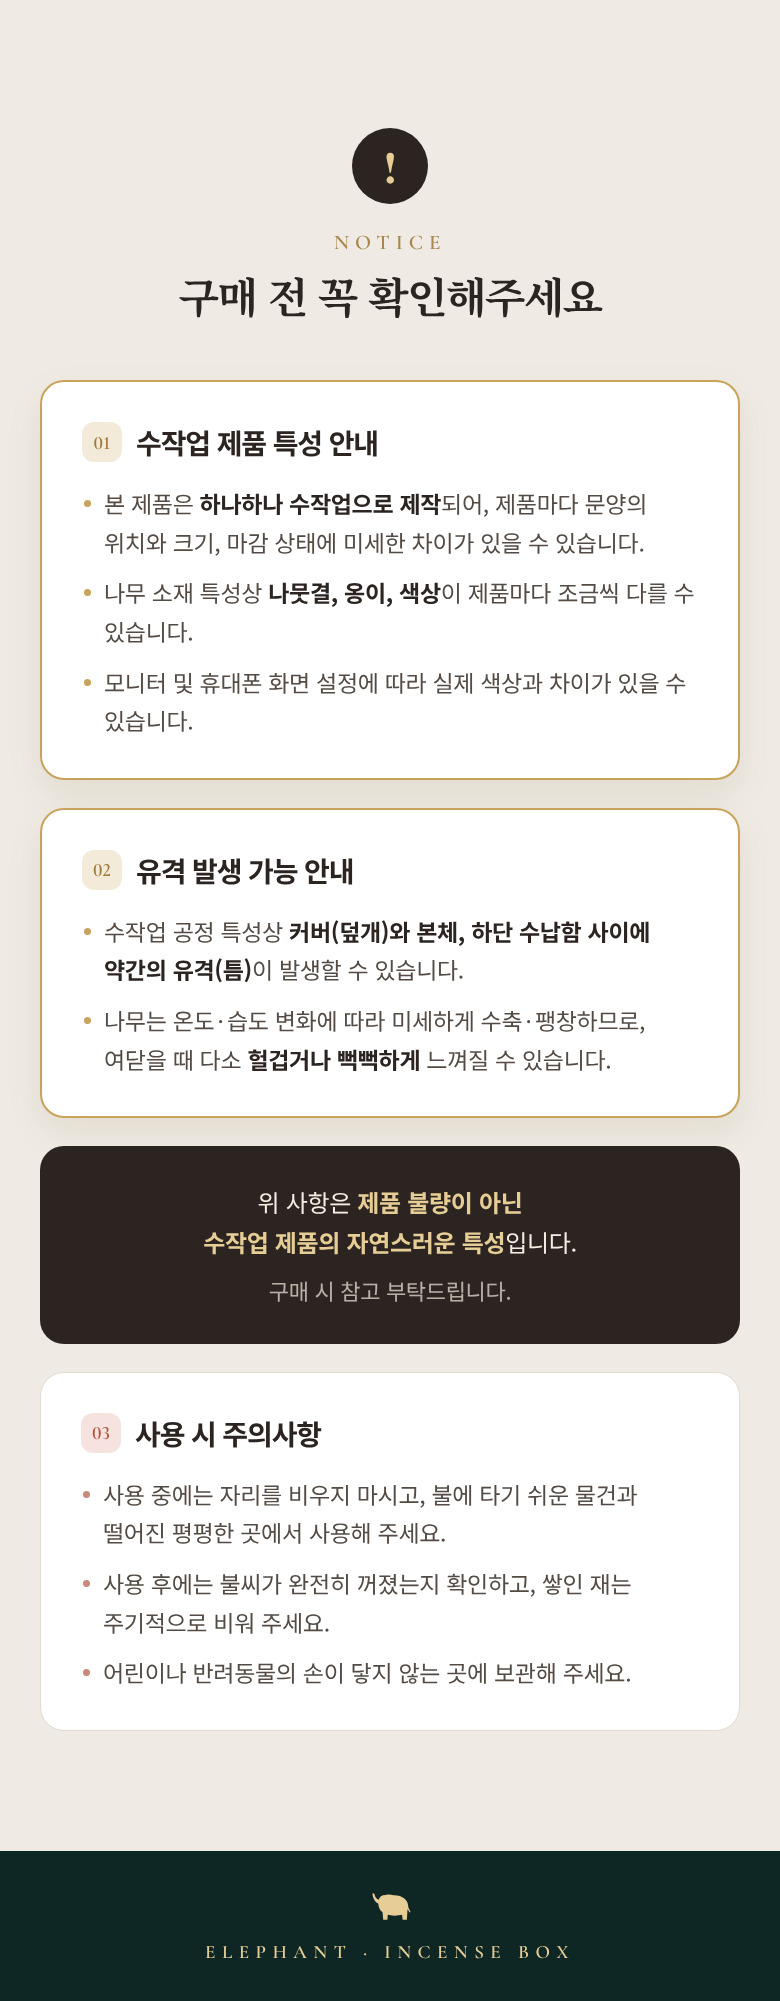 !
NOTICE
구매 전 꼭 확인해주세요
01 수작업 제품 특성 안내
• 본 제품은 하나하나 수작업으로 제작되어, 제품마다 문양의
위치와 크기, 마감 상태에 미세한 차이가 있을 수 있습니다.
• 나무 소재 특성상 나뭇결, 옹이, 색상이 제품마다 조금씩 다를 수
있습니다.
• 모니터 및 휴대폰 화면 설정에 따라 실제 색상과 차이가 있을 수
있습니다.
02 유격 발생 가능 안내
• 수작업 공정 특성상 커버(덮개)와 본체, 하단 수납함 사이에
약간의 유격(틈)이 발생할 수 있습니다.
• 나무는 온도·습도 변화에 따라 미세하게 수축·팽창하므로,
여닫을 때 다소 헐겁거나 뻑뻑하게 느껴질 수 있습니다.
위 사항은 제품 불량이 아닌
수작업 제품의 자연스러운 특성입니다.
구매 시 참고 부탁드립니다.
03 사용 시 주의사항
• 사용 중에는 자리를 비우지 마시고, 불에 타기 쉬운 물건과
떨어진 평평한 곳에서 사용해 주세요.
• 사용 후에는 불씨가 완전히 꺼졌는지 확인하고, 쌓인 재는
주기적으로 비워 주세요.
• 어린이나 반려동물의 손이 닿지 않는 곳에 보관해 주세요.
ELEPHANT · INCENSE BOX